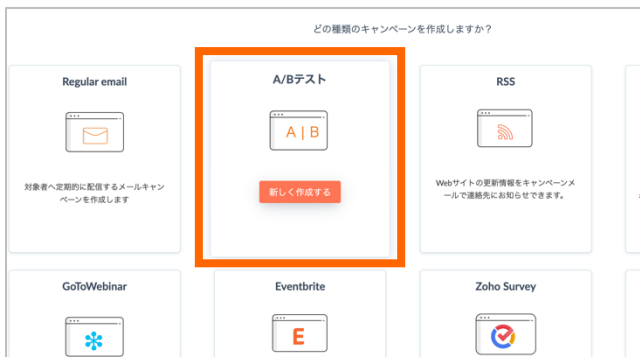 どの種類のキャンペーンを作成しますか？
Regular email
A/Bテスト
RSS
A | B
対象者へ定期的に配信するメールキャン
ペーンを作成します
新しく作成する
Webサイトの更新情報をキャンペーンメ
ールで連絡先にお知らせできます。
GoToWebinar
Eventbrite
Zoho Survey
E